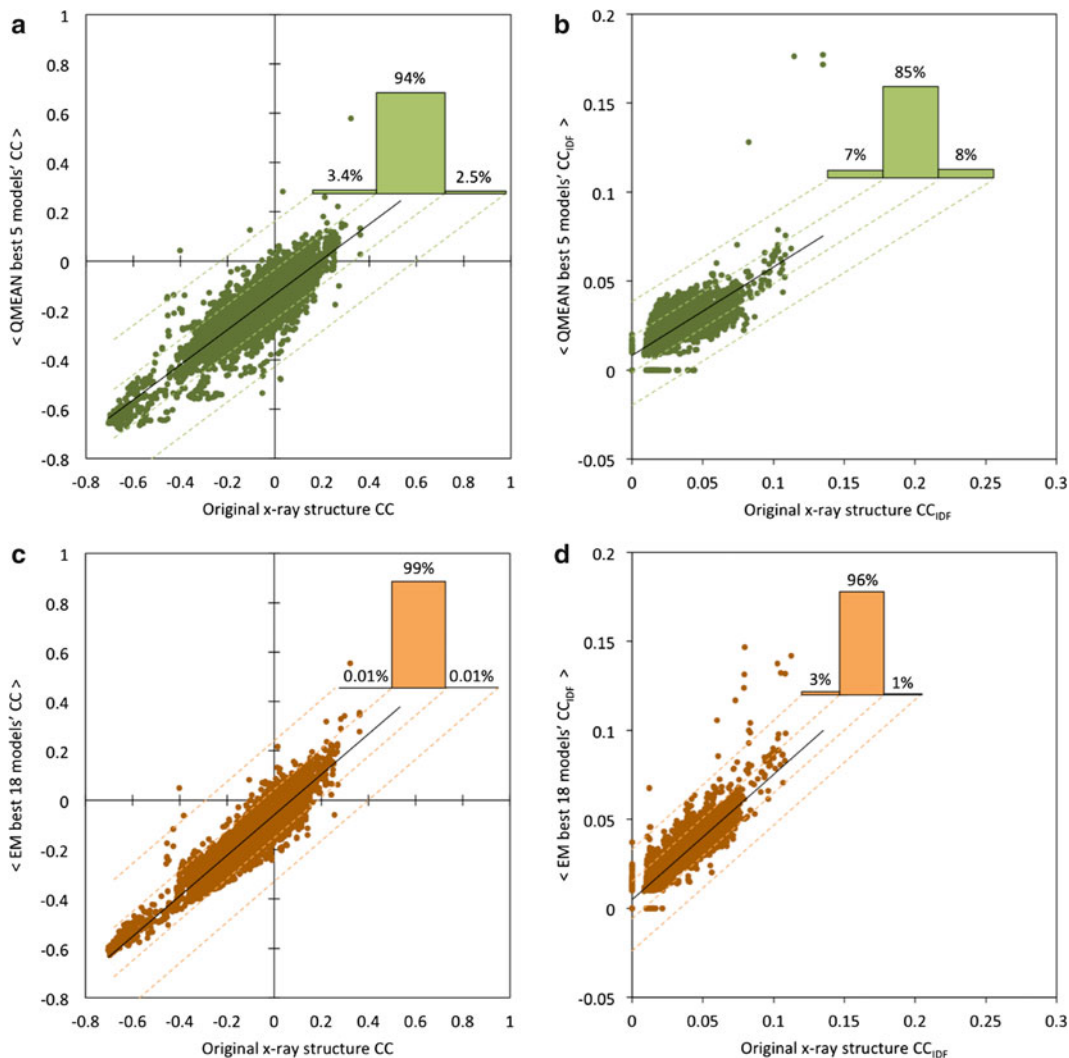 a
1
0.8
0.6
0.4
0.2
0
-0.2
-0.4
-0.6
-0.8
-0.8 -0.6 -0.4 -0.2 0 0.2 0.4 0.6 0.8 1
< QMEAN best 5 models' CC >
Original x-ray structure CC
3.4%
94%
2.5%
b
0.2
0.15
0.1
0.05
0
-0.05
0 0.05 0.1 0.15 0.2 0.25 0.3
< QMEAN best 5 models' CC_IDF >
Original x-ray structure CC_IDF
7%
85%
8%
c
1
0.8
0.6
0.4
0.2
0
-0.2
-0.4
-0.6
-0.8
-0.8 -0.6 -0.4 -0.2 0 0.2 0.4 0.6 0.8 1
< EM best 18 models' CC >
Original x-ray structure CC
0.01%
99%
0.01%
d
0.2
0.15
0.1
0.05
0
-0.05
0 0.05 0.1 0.15 0.2 0.25 0.3
< EM best 18 models' CC_IDF >
Original x-ray structure CC_IDF
3%
96%
1%